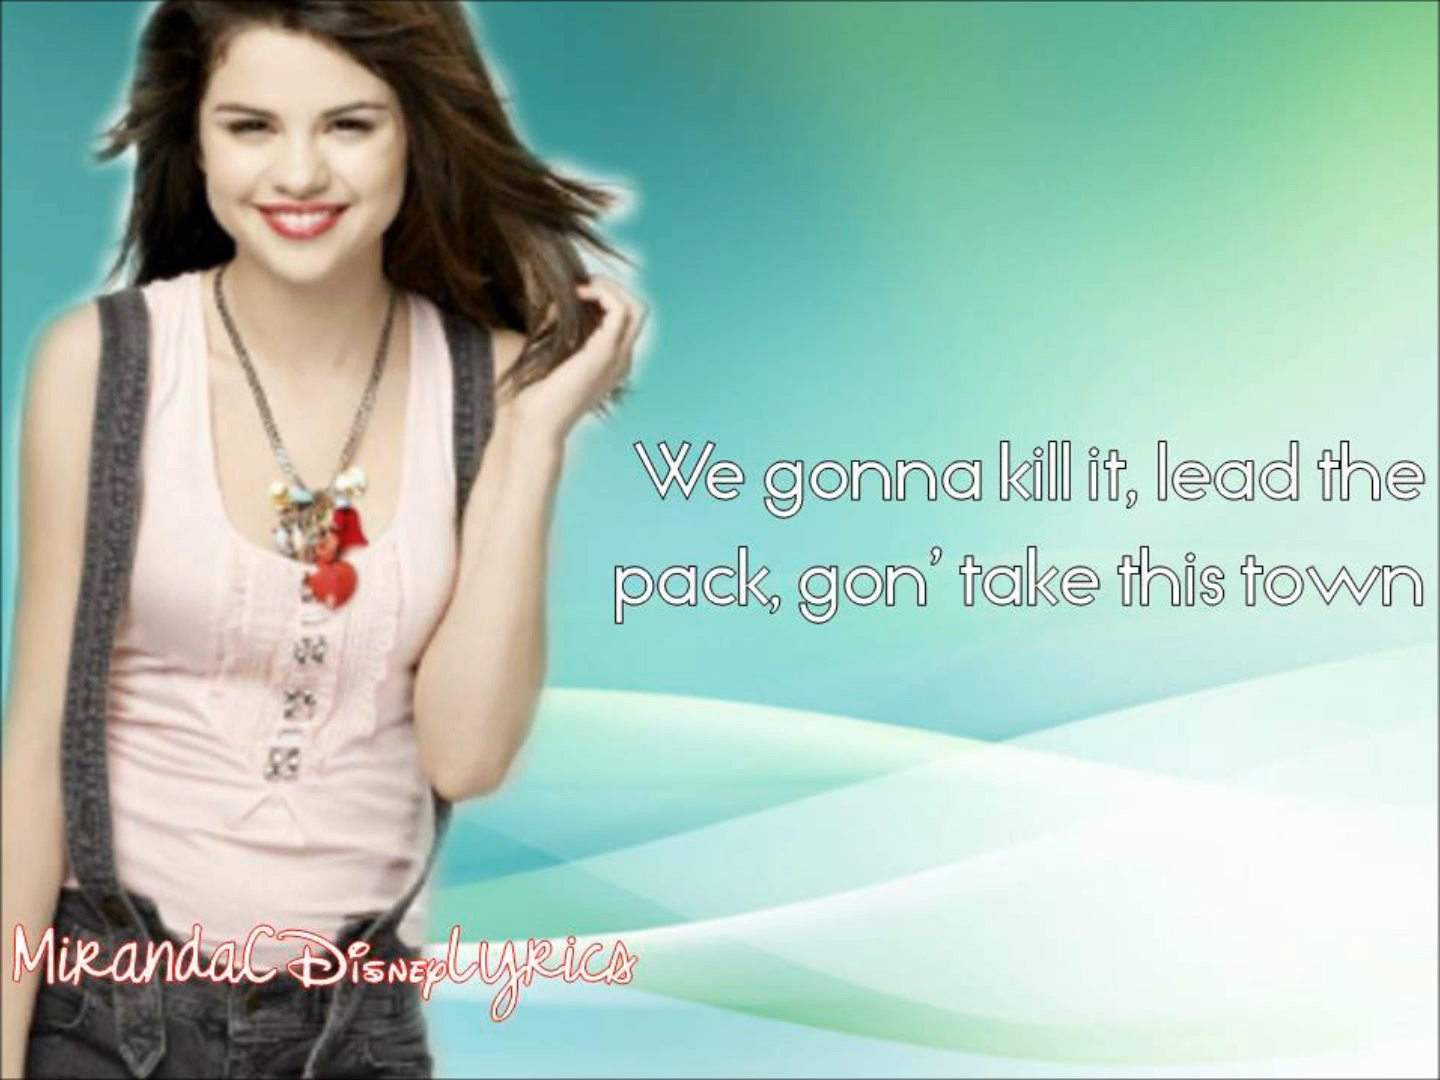 We gonna kill it, lead the
pack, gon' take this town
MirandaCDisneyLyrics